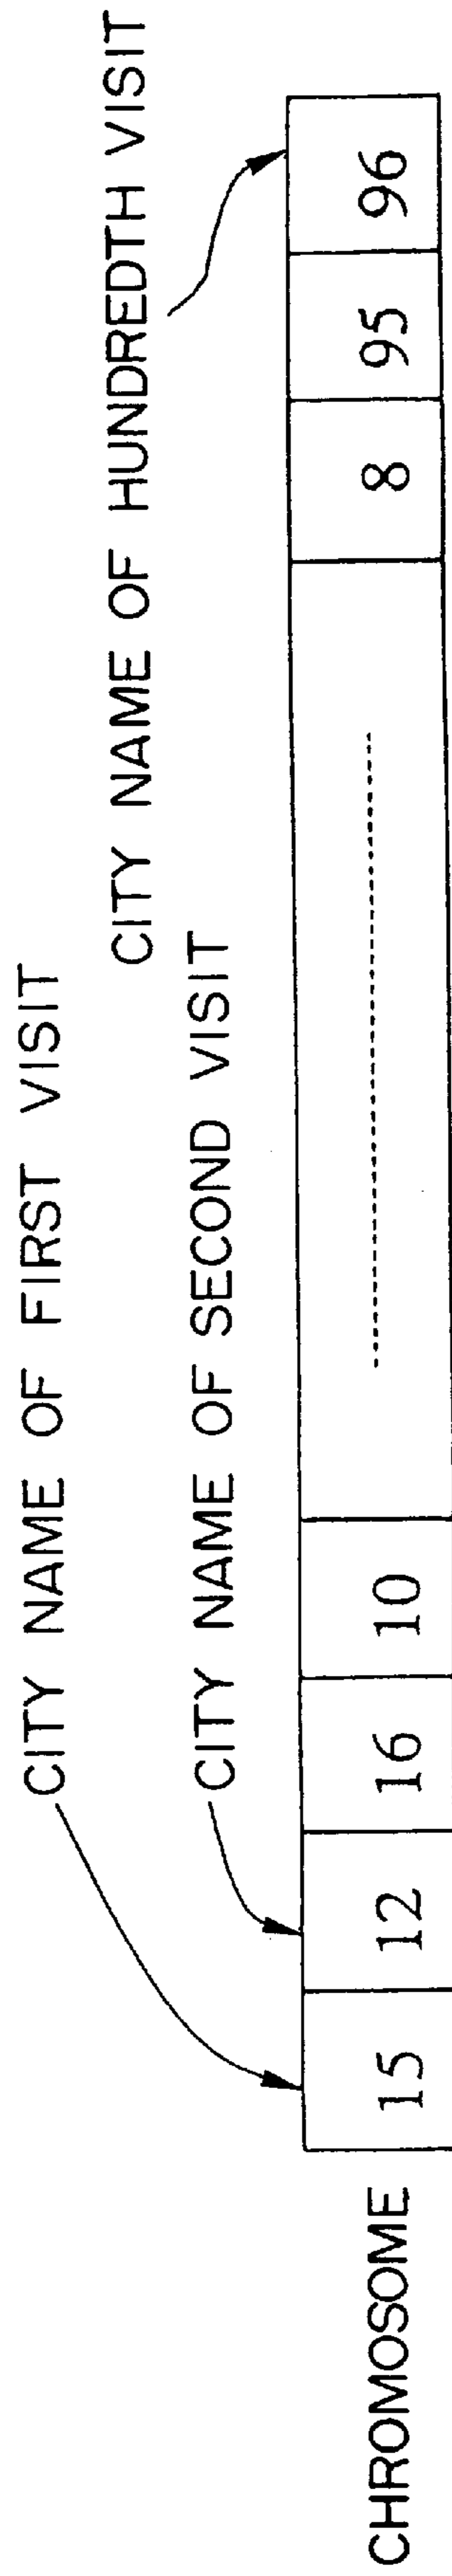 CITY NAME OF FIRST VISIT
CITY NAME OF HUNDREDTH VISIT
CITY NAME OF SECOND VISIT
CHROMOSOME 15 12 16 10 8 95 96